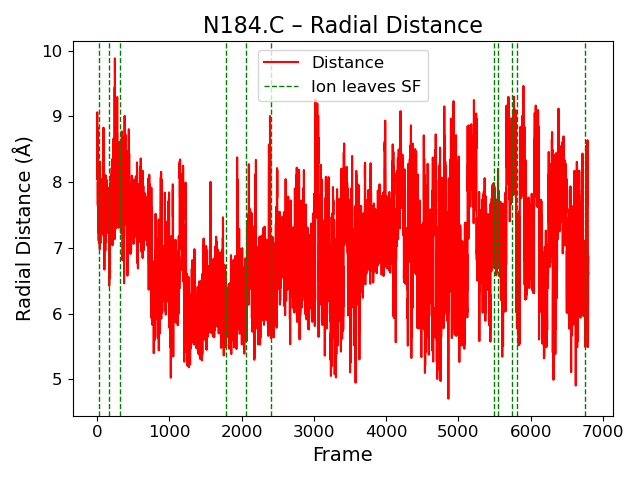 N184.C – Radial Distance
Distance
Ion leaves SF
Radial Distance (Å)
10
9
8
7
6
5
0
1000
2000
3000
4000
5000
6000
7000
Frame